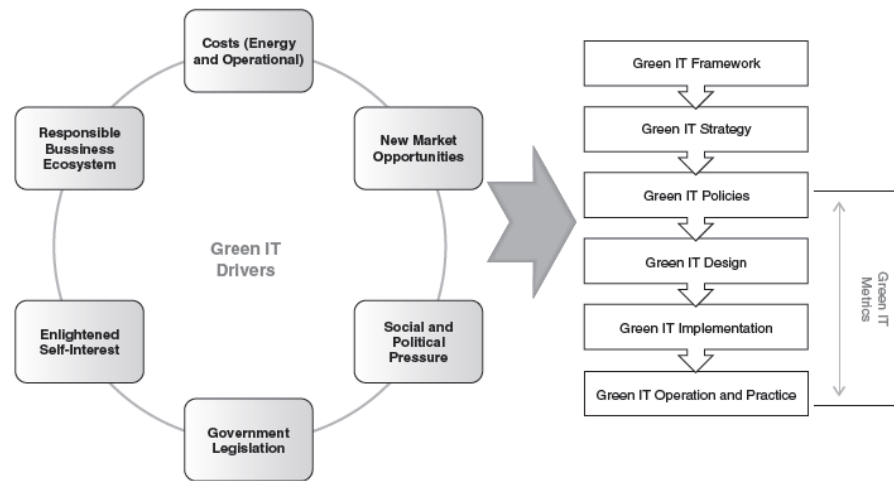 Costs (Energy
and Operational)
Responsible
Bussiness
Ecosystem
New Market
Opportunities
Green IT
Drivers
Enlightened
Self-Interest
Social and
Political
Pressure
Government
Legislation
Green IT Framework
Green IT Strategy
Green IT Policies
Green IT Design
Green IT Implementation
Green IT Operation and Practice
Green IT
Metrics